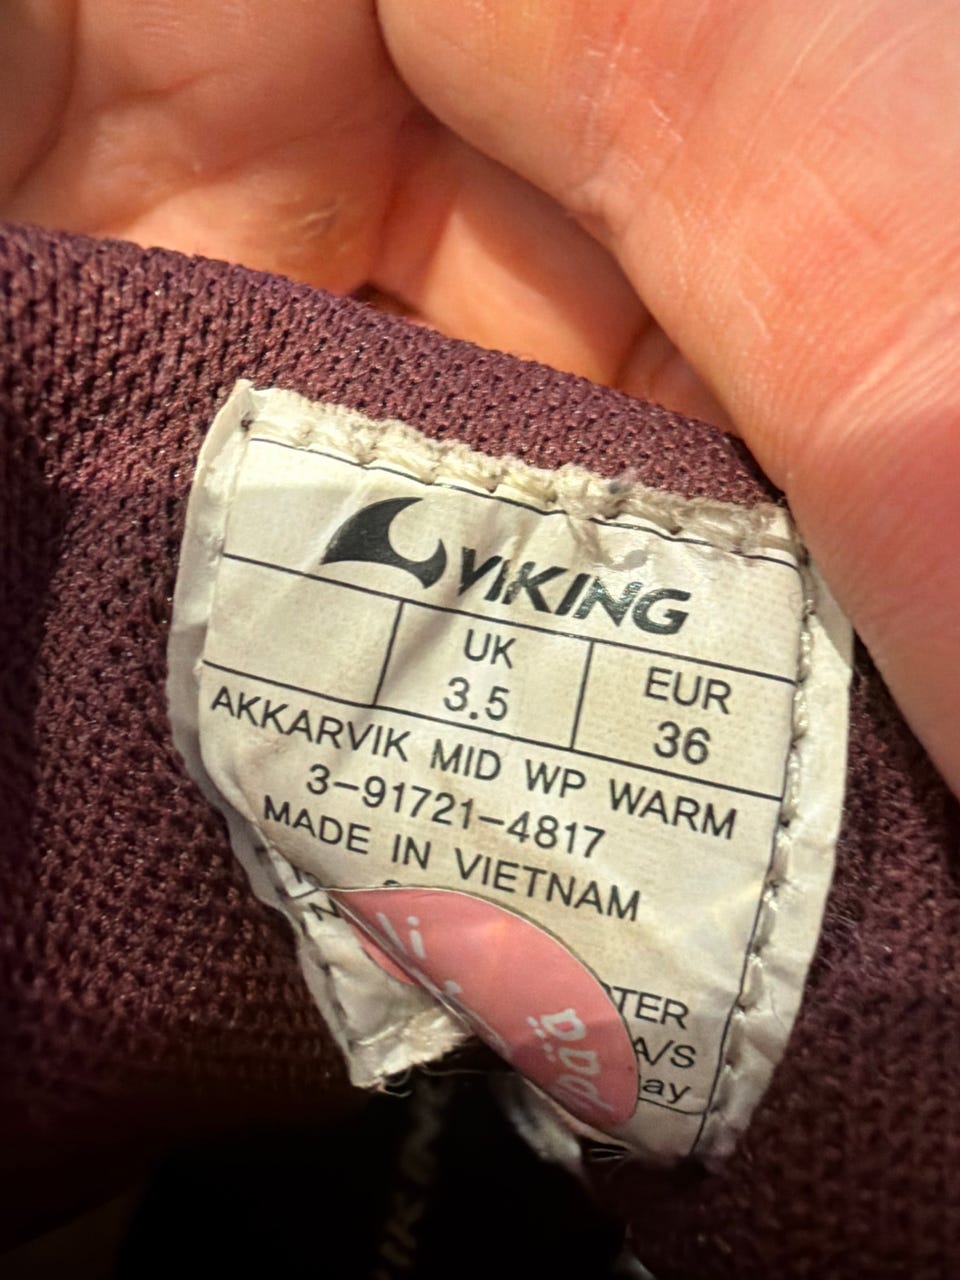 VIKING
UK
3.5
EUR
36
AKKARVIK MID WP WARM
3-91721-4817
MADE IN VIETNAM
A/S